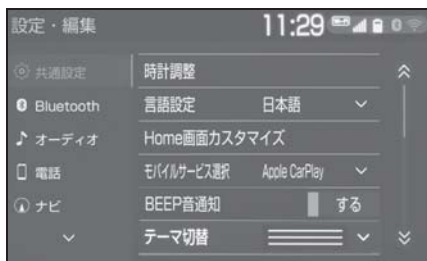 設定・編集 11:29
共通設定
Bluetooth
オーディオ
電話
ナビ
時計調整
言語設定 日本語
Home画面カスタマイズ
モバイルサービス選択 Apple CarPlay
BEEP音通知 する
テーマ切替